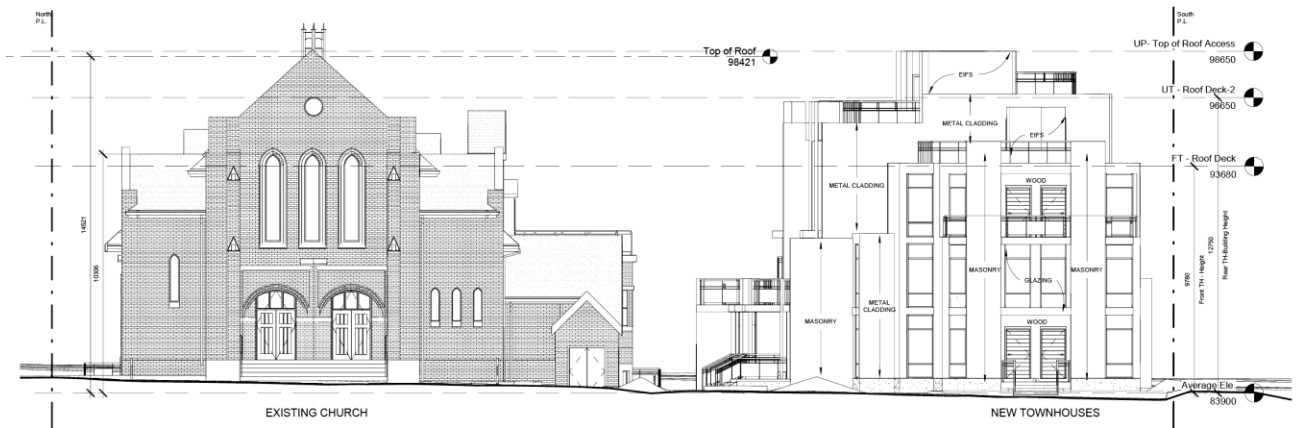 North
P.L.
South
P.L.
Top of Roof
98421
UP- Top of Roof Access
98650
EIFS
UT - Roof Deck-2
96650
METAL CLADDING
EIFS
FT - Roof Deck
93680
METAL CLADDING
WOOD
14521
10306
MASONRY
MASONRY
GLAZING
METAL
CLADDING
MASONRY
WOOD
9780
Front TH - Height
12750
Rear TH-Building Height
Average Ele
83900
EXISTING CHURCH
NEW TOWNHOUSES